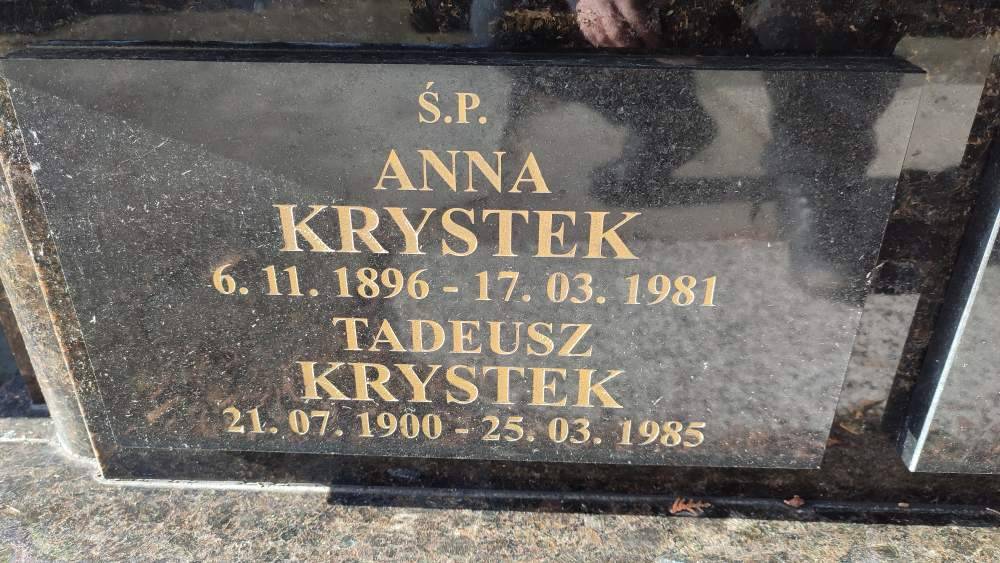 Ś.P.
ANNA
KRYSTEK
6. 11. 1896 - 17. 03. 1981
TADEUSZ
KRYSTEK
21. 07. 1900 - 25. 03. 1985